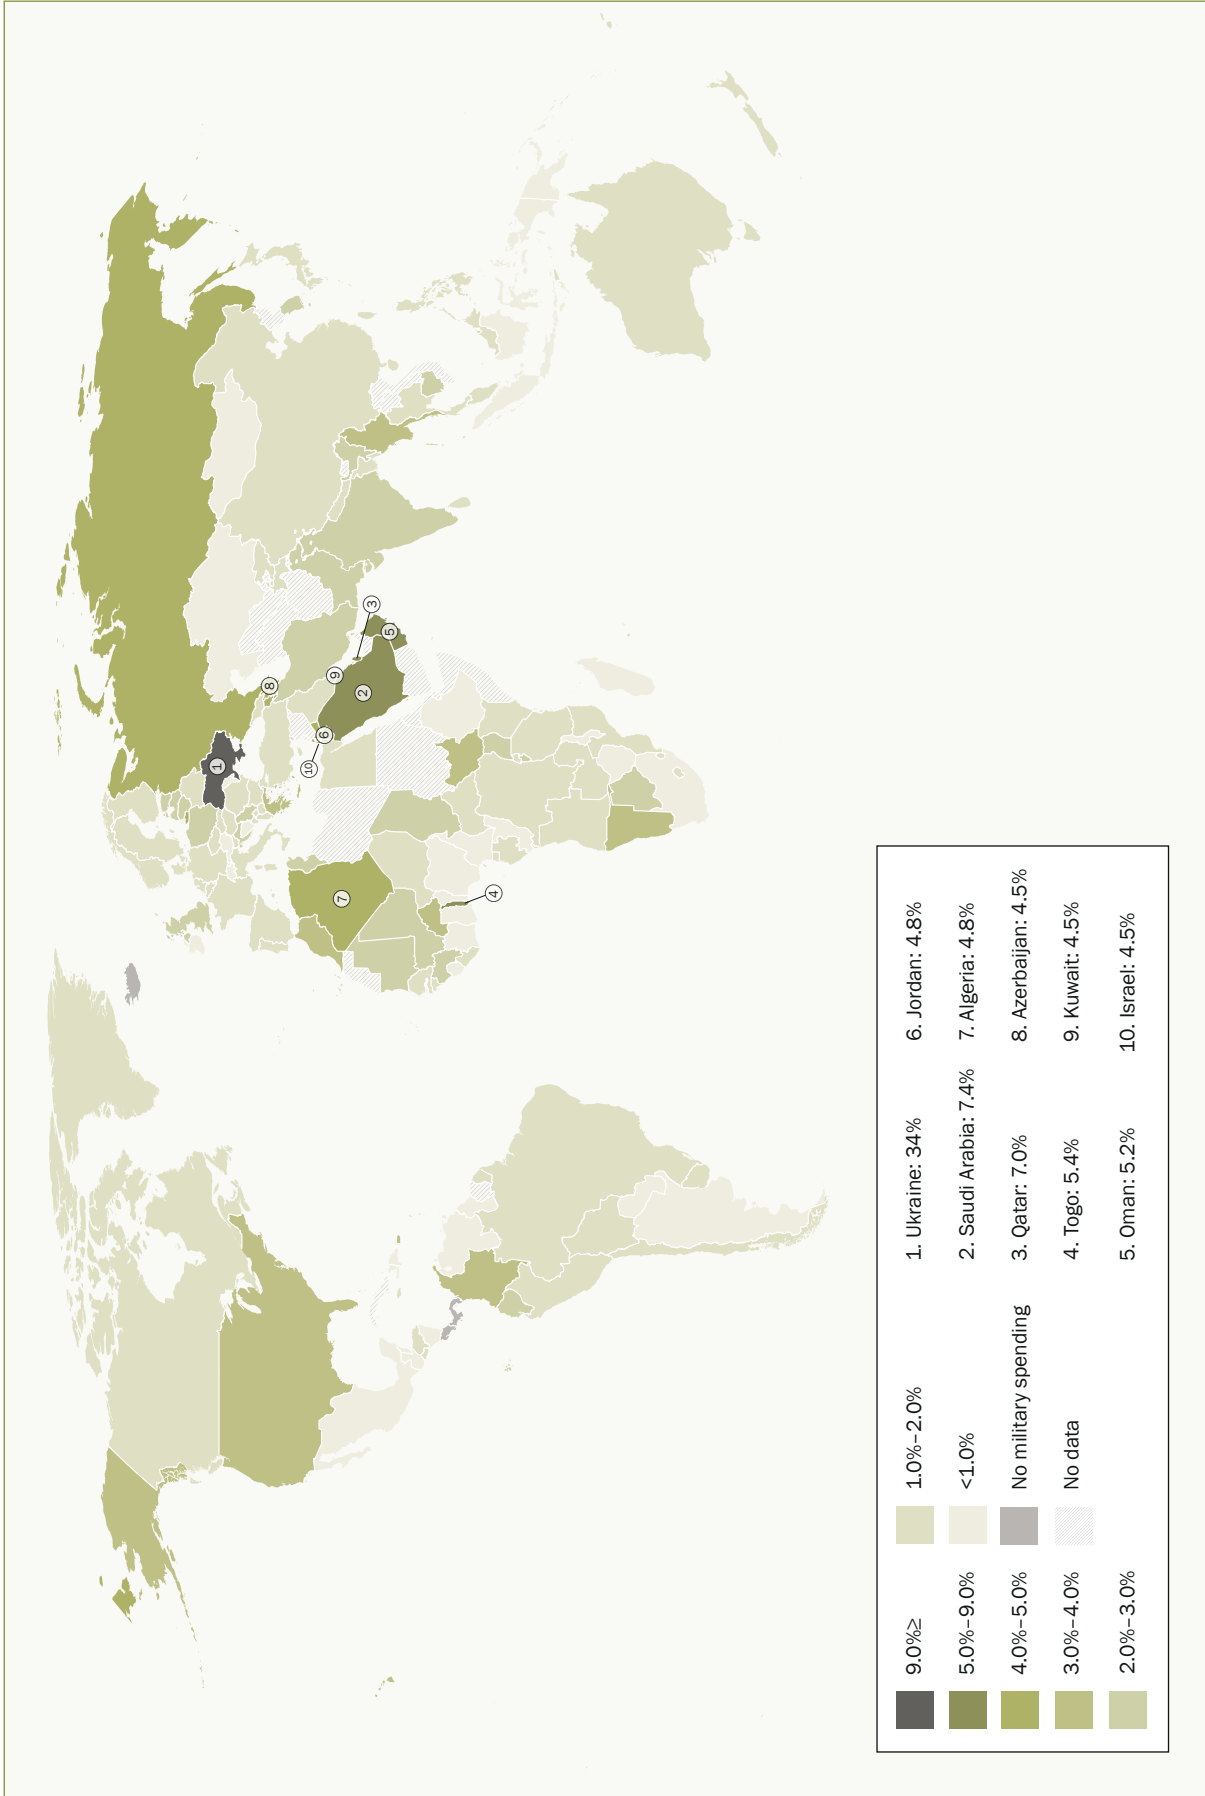 1
2
3
4
5
6
7
8
9
10
9.0%≥
5.0%–9.0%
4.0%–5.0%
3.0%–4.0%
2.0%–3.0%
1.0%–2.0%
<1.0%
No military spending
No data
1. Ukraine: 34%
2. Saudi Arabia: 7.4%
3. Qatar: 7.0%
4. Togo: 5.4%
5. Oman: 5.2%
6. Jordan: 4.8%
7. Algeria: 4.8%
8. Azerbaijan: 4.5%
9. Kuwait: 4.5%
10. Israel: 4.5%